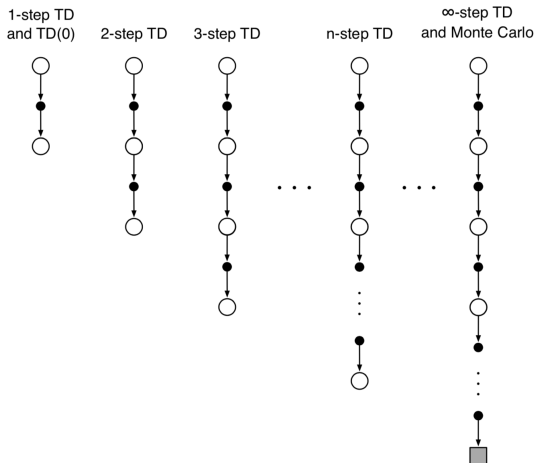 1-step TD
and TD(0)
2-step TD
3-step TD
n-step TD
∞-step TD
and Monte Carlo